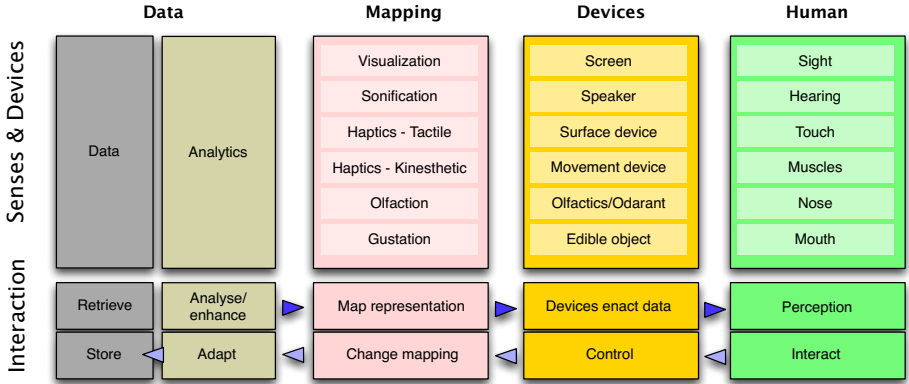 Data Mapping Devices Human
Senses & Devices
Data
Analytics
Visualization Screen Sight
Sonification Speaker Hearing
Haptics - Tactile Surface device Touch
Haptics - Kinesthetic Movement device Muscles
Olfaction Olfactics/Odarant Nose
Gustation Edible object Mouth
Interaction
Retrieve Analyse/
enhance Map representation Devices enact data Perception
Store Adapt Change mapping Control Interact